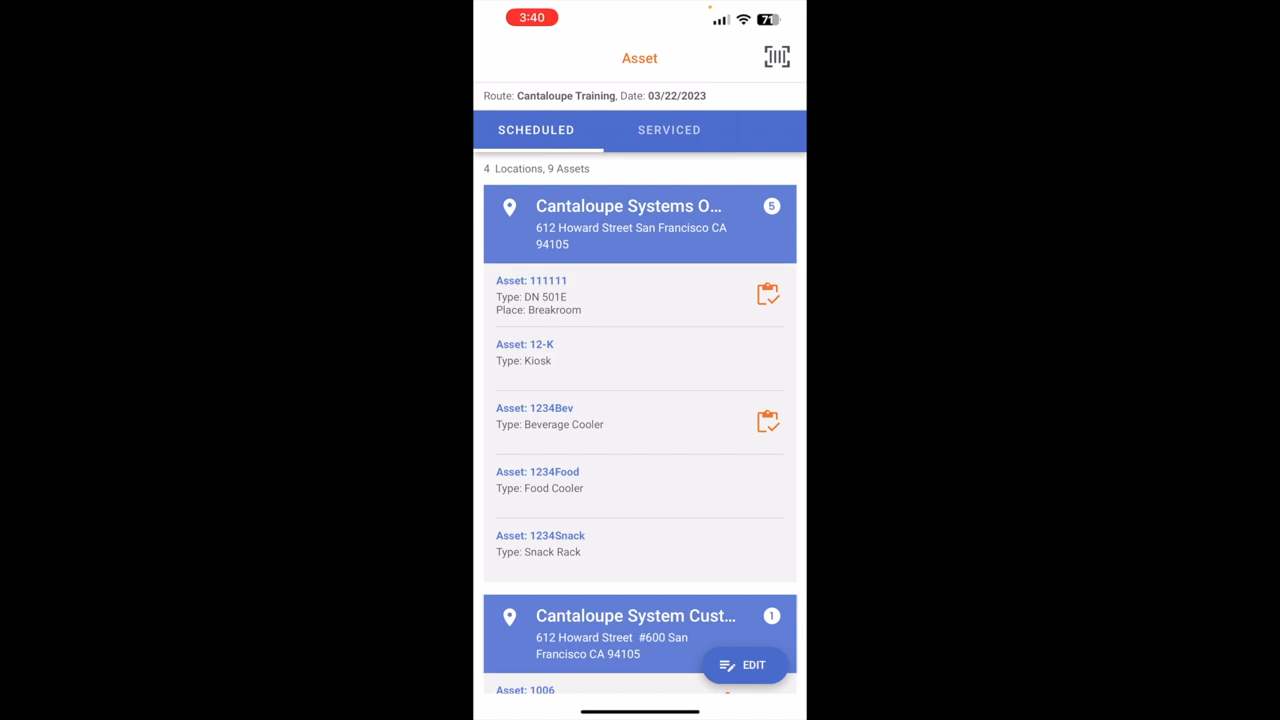 3:40
71
Asset
Route: Cantaloupe Training, Date: 03/22/2023
SCHEDULED
SERVICED
4 Locations, 9 Assets
Cantaloupe Systems O...
5
612 Howard Street San Francisco CA
94105
Asset: 111111
Type: DN 501E
Place: Breakroom
Asset: 12-K
Type: Kiosk
Asset: 1234Bev
Type: Beverage Cooler
Asset: 1234Food
Type: Food Cooler
Asset: 1234Snack
Type: Snack Rack
Cantaloupe System Cust...
1
612 Howard Street #600 San
Francisco CA 94105
EDIT
Asset: 1006